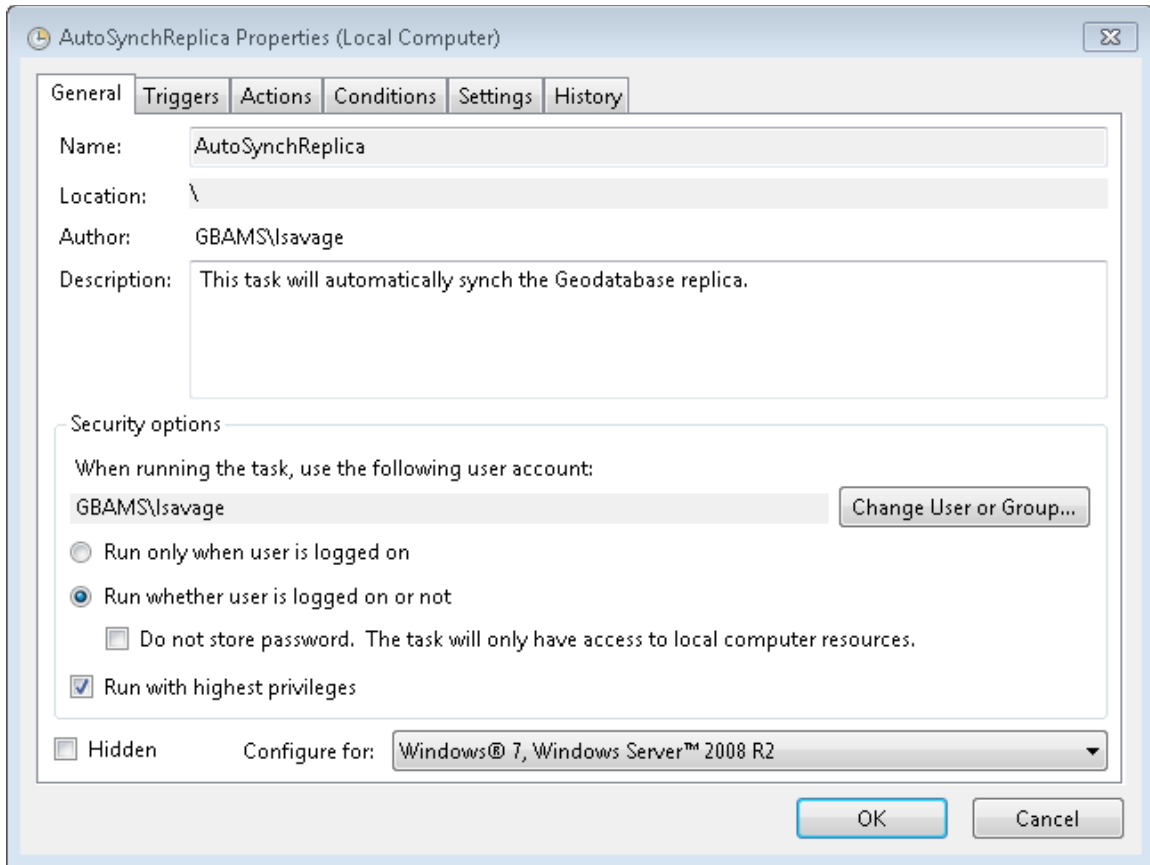 AutoSynchReplica Properties (Local Computer)
General Triggers Actions Conditions Settings History
Name: AutoSynchReplica
Location: \
Author: GBAMS\lsavage
Description: This task will automatically synch the Geodatabase replica.
Security options
When running the task, use the following user account:
GBAMS\lsavage Change User or Group...
Run only when user is logged on
Run whether user is logged on or not
Do not store password. The task will only have access to local computer resources.
Run with highest privileges
Hidden Configure for: Windows® 7, Windows Server™ 2008 R2
OK Cancel